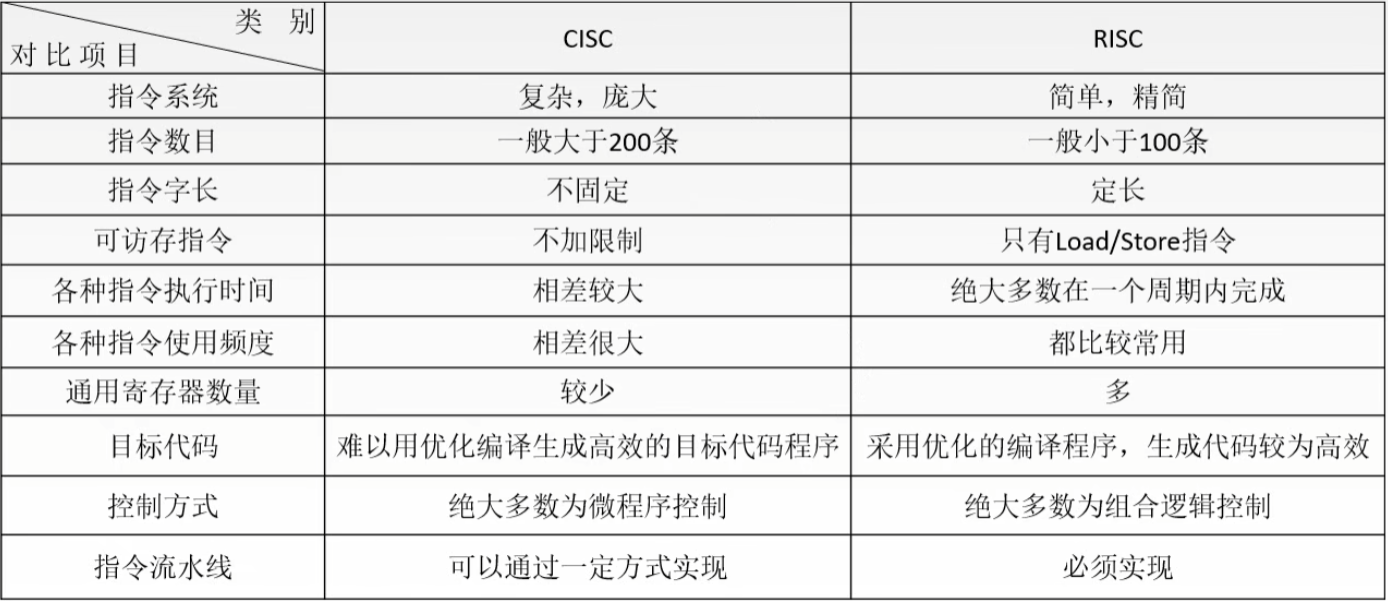 类 别
对比项目
CISC
RISC
指令系统
复杂，庞大
简单，精简
指令数目
一般大于200条
一般小于100条
指令字长
不固定
定长
可访存指令
不加限制
只有Load/Store指令
各种指令执行时间
相差较大
绝大多数在一个周期内完成
各种指令使用频度
相差很大
都比较常用
通用寄存器数量
较少
多
目标代码
难以用优化编译生成高效的目标代码程序
采用优化的编译程序，生成代码较为高效
控制方式
绝大多数为微程序控制
绝大多数为组合逻辑控制
指令流水线
可以通过一定方式实现
必须实现